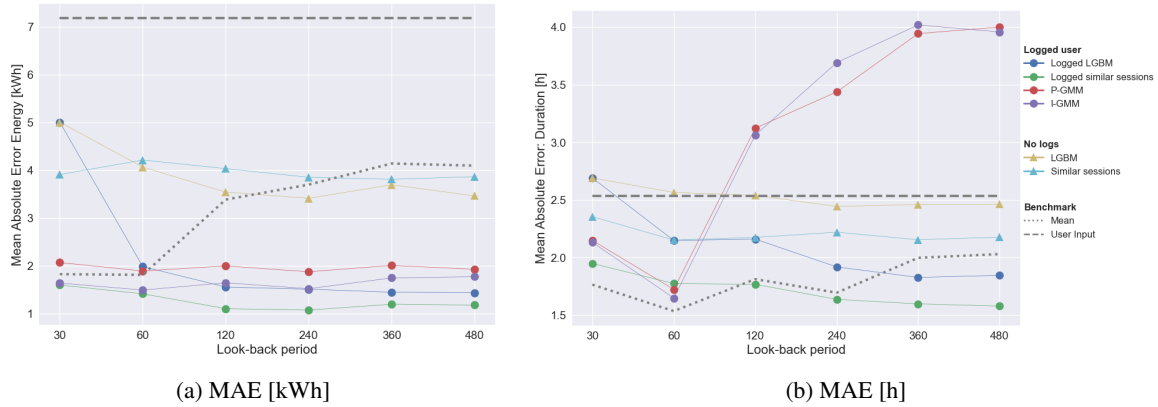 7
6
5
4
3
2
1
Mean Absolute Error Energy [kWh]
30 60 120 240 360 480
Look-back period
(a) MAE [kWh]
4.0
3.5
3.0
2.5
2.0
1.5
Mean Absolute Error: Duration [h]
30 60 120 240 360 480
Look-back period
(b) MAE [h]
Logged user
Logged LGBM
Logged similar sessions
P-GMM
I-GMM
No logs
LGBM
Similar sessions
Benchmark
Mean
User Input